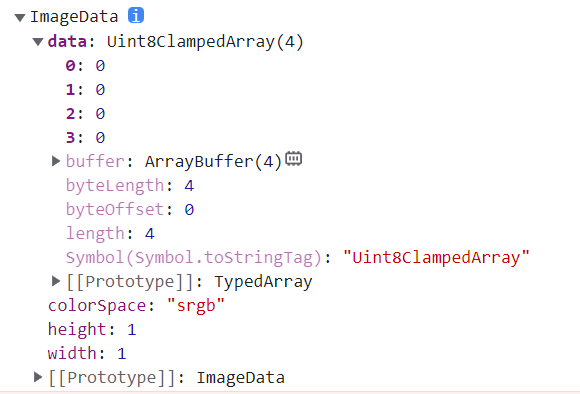 ImageData i
data: Uint8ClampedArray(4)
0: 0
1: 0
2: 0
3: 0
buffer: ArrayBuffer(4)
byteLength: 4
byteOffset: 0
length: 4
Symbol(Symbol.toStringTag): "Uint8ClampedArray"
[[Prototype]]: TypedArray
colorSpace: "srgb"
height: 1
width: 1
[[Prototype]]: ImageData